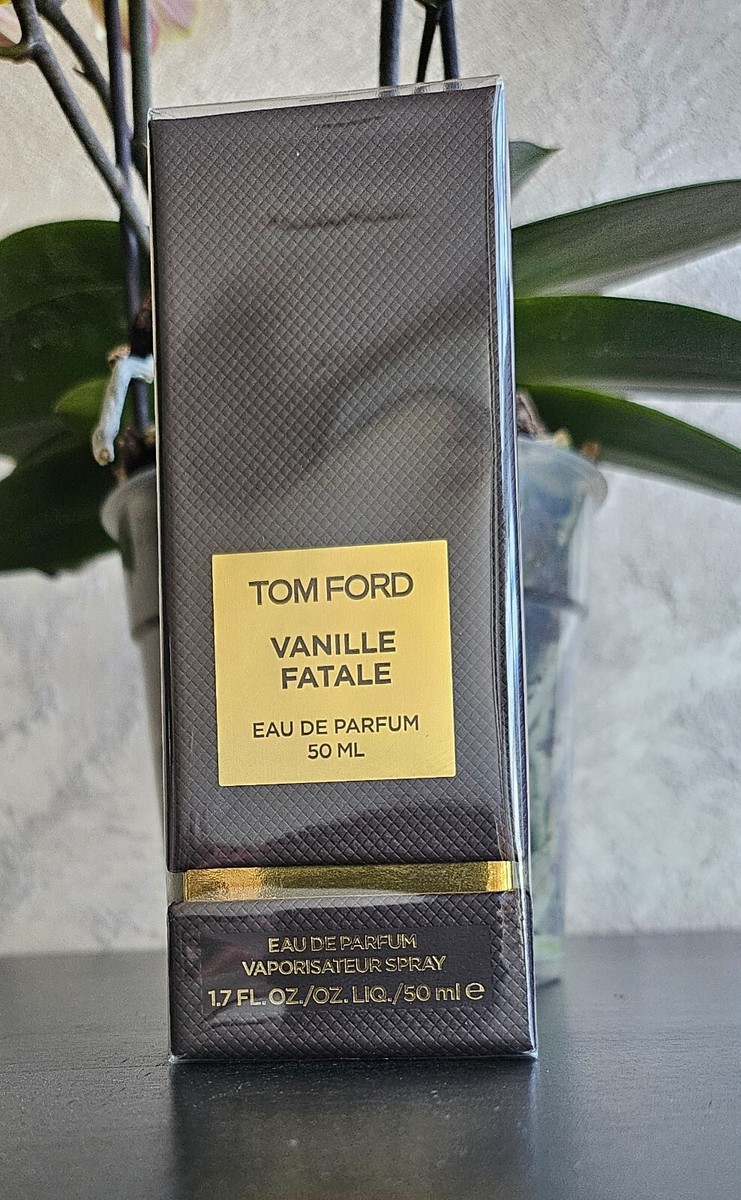 TOM FORD
VANILLE
FATALE
EAU DE PARFUM
50 ML
EAU DE PARFUM
VAPORISATEUR SPRAY
1.7 FL. OZ./OZ. LIQ./50 ml ℮